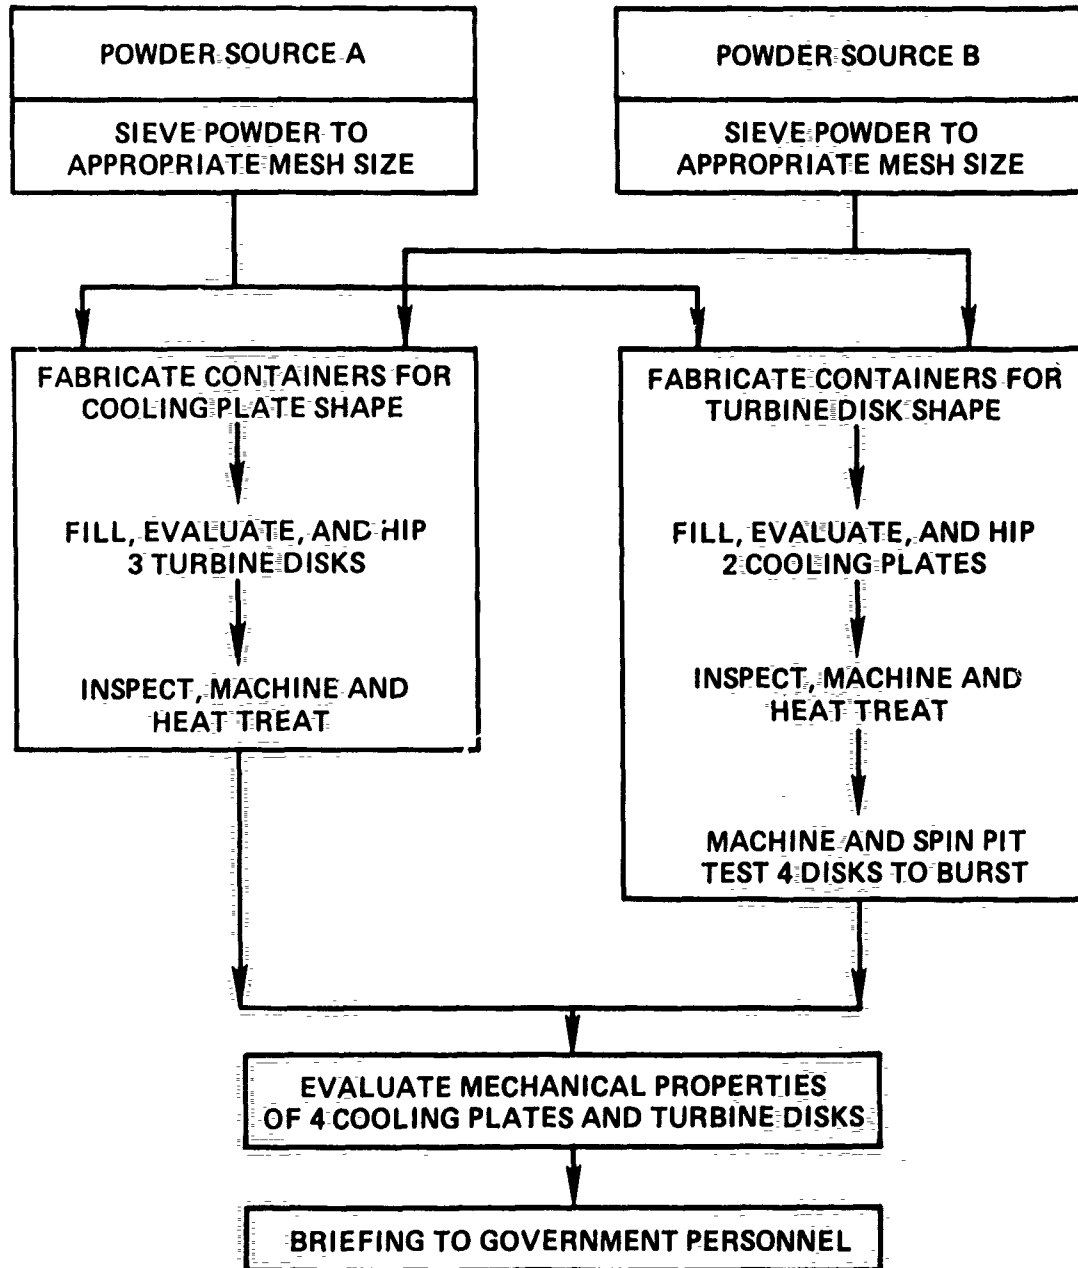 POWDER SOURCE A
SIEVE POWDER TO
APPROPRIATE MESH SIZE
POWDER SOURCE B
SIEVE POWDER TO
APPROPRIATE MESH SIZE
FABRICATE CONTAINERS FOR
COOLING PLATE SHAPE
FILL, EVALUATE, AND HIP
3 TURBINE DISKS
INSPECT, MACHINE AND
HEAT TREAT
FABRICATE CONTAINERS FOR
TURBINE DISK SHAPE
FILL, EVALUATE, AND HIP
2 COOLING PLATES
INSPECT, MACHINE AND
HEAT TREAT
MACHINE AND SPIN PIT
TEST 4 DISKS TO BURST
EVALUATE MECHANICAL PROPERTIES
OF 4 COOLING PLATES AND TURBINE DISKS
BRIEFING TO GOVERNMENT PERSONNEL